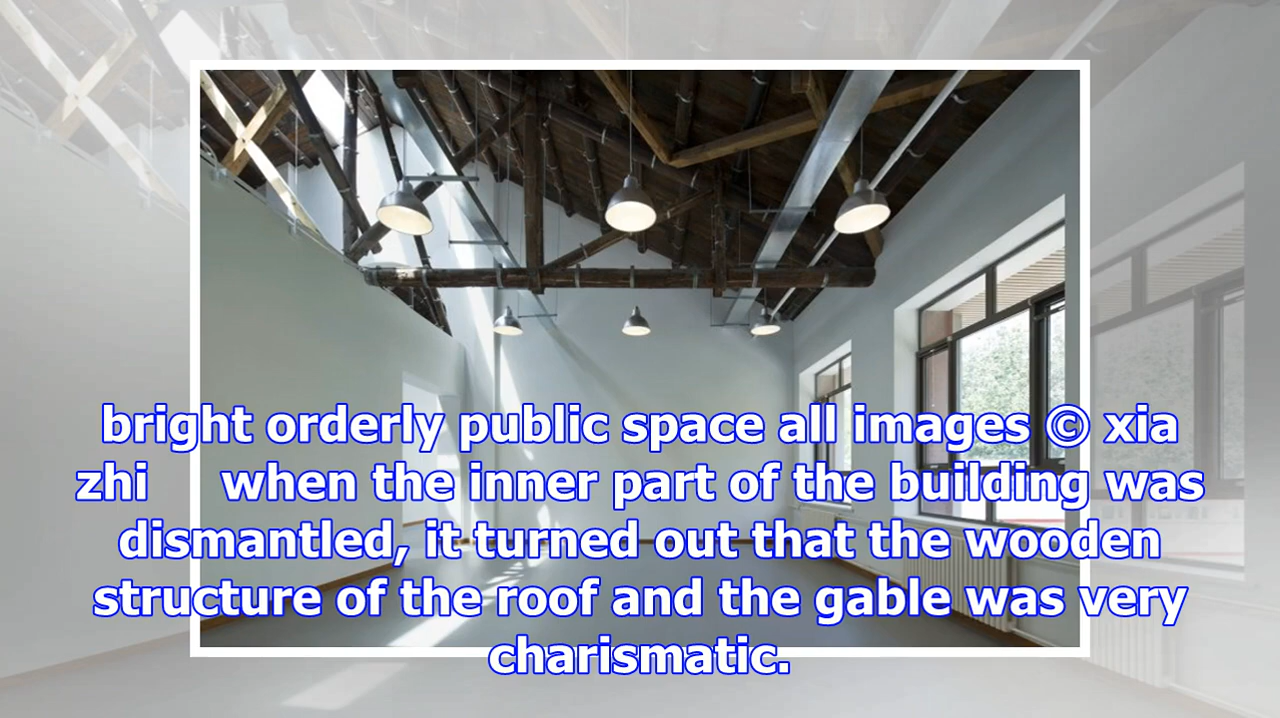 bright orderly public space all images © xia
zhi when the inner part of the building was
dismantled, it turned out that the wooden
structure of the roof and the gable was very
charismatic.